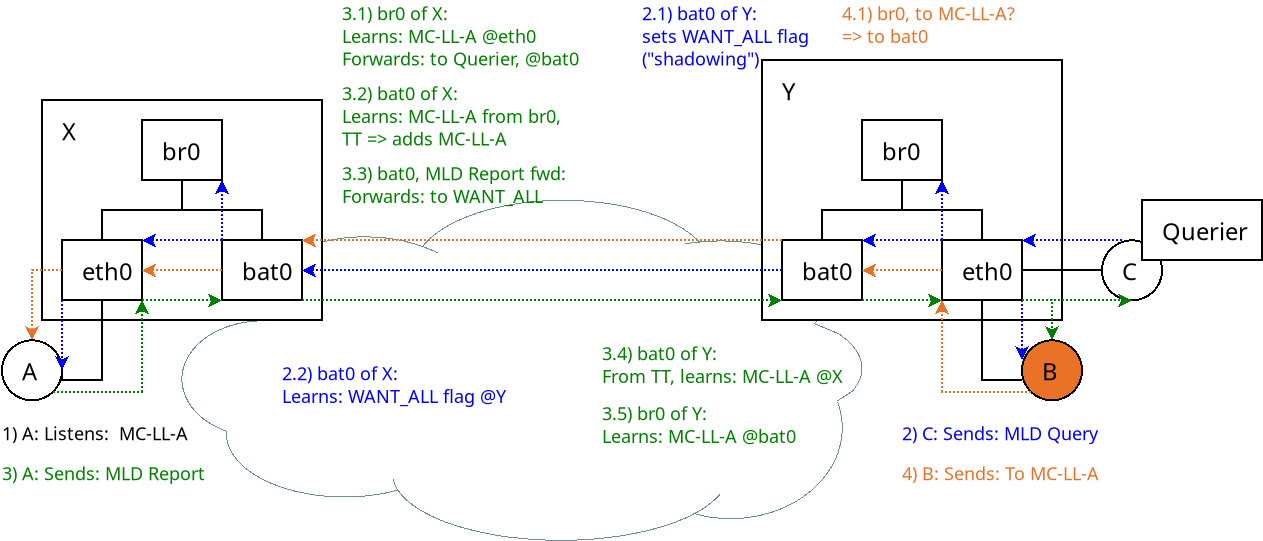 3.1) br0 of X:
Learns: MC-LL-A @eth0
Forwards: to Querier, @bat0
3.2) bat0 of X:
Learns: MC-LL-A from br0,
TT => adds MC-LL-A
3.3) bat0, MLD Report fwd:
Forwards: to WANT_ALL
2.1) bat0 of Y:
sets WANT_ALL flag
("shadowing")
4.1) br0, to MC-LL-A?
=> to bat0
X
br0
eth0
bat0
A
Y
br0
bat0
eth0
Querier
C
B
2.2) bat0 of X:
Learns: WANT_ALL flag @Y
3.4) bat0 of Y:
From TT, learns: MC-LL-A @X
3.5) br0 of Y:
Learns: MC-LL-A @bat0
1) A: Listens:  MC-LL-A
3) A: Sends: MLD Report
2) C: Sends: MLD Query
4) B: Sends: To MC-LL-A